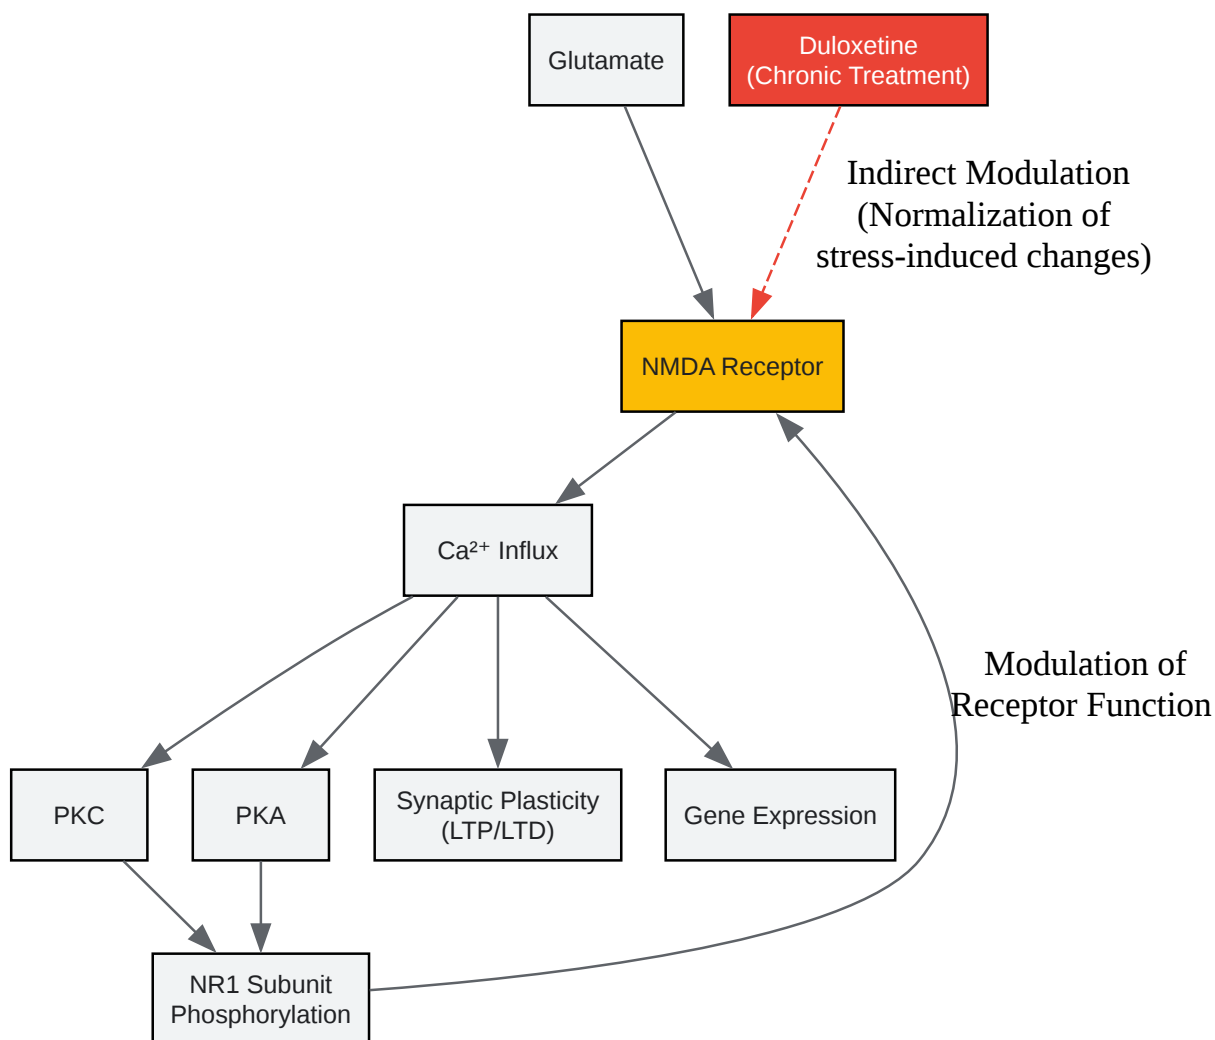 Glutamate
Duloxetine
(Chronic Treatment)
Indirect Modulation
(Normalization of
stress-induced changes)
NMDA Receptor
Ca²⁺ Influx
Modulation of
Receptor Function
PKC
PKA
Synaptic Plasticity
(LTP/LTD)
Gene Expression
NR1 Subunit
Phosphorylation